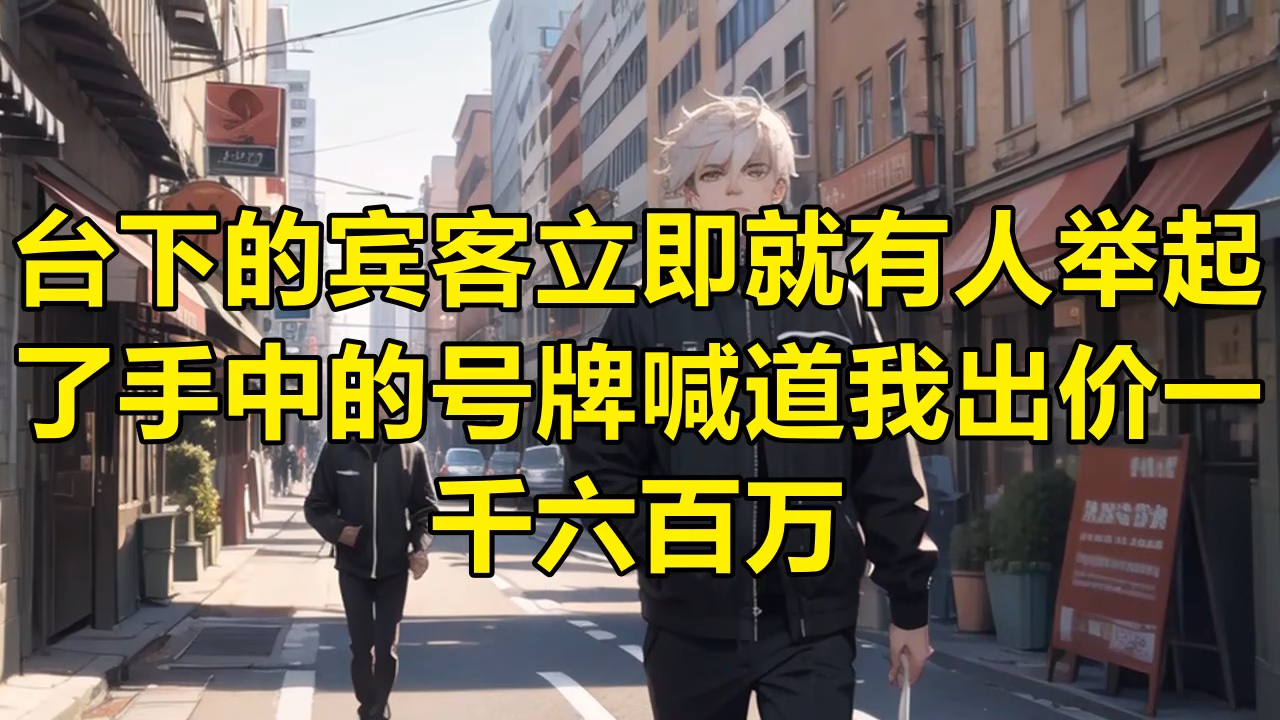 台下的宾客立即就有人举起
了手中的号牌喊道我出价一
千六百万